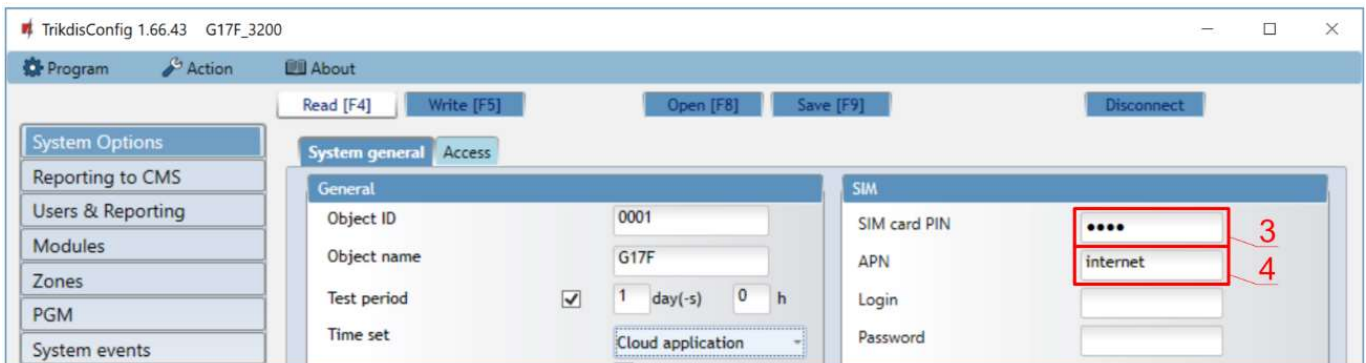 TrikdisConfig 1.66.43 G17F_3200
Program Action About
Read [F4] Write [F5] Open [F8] Save [F9] Disconnect
System Options
Reporting to CMS
Users & Reporting
Modules
Zones
PGM
System events
System general Access
General
Object ID 0001
Object name G17F
Test period 1 day(-s) 0 h
Time set Cloud application
SIM
SIM card PIN •••• 3
APN internet 4
Login
Password